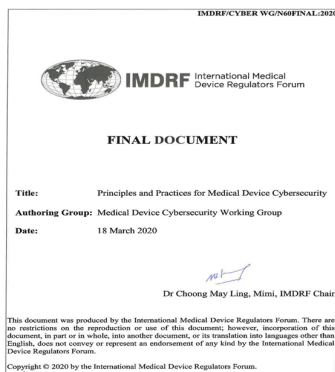 IMDRF/CYBER WG/N60FINAL:2020
IMDRF International Medical
Device Regulators Forum
FINAL DOCUMENT
Title: Principles and Practices for Medical Device Cybersecurity
Authoring Group: Medical Device Cybersecurity Working Group
Date: 18 March 2020
Dr Choong May Ling, Mimi, IMDRF Chair
This document was produced by the International Medical Device Regulators Forum. There are
no restrictions on the reproduction or use of this document; however, incorporation of this
document, in part or in whole, into another document, or its translation into languages other than
English, does not convey or represent an endorsement of any kind by the International Medical
Device Regulators Forum.
Copyright © 2020 by the International Medical Device Regulators Forum.